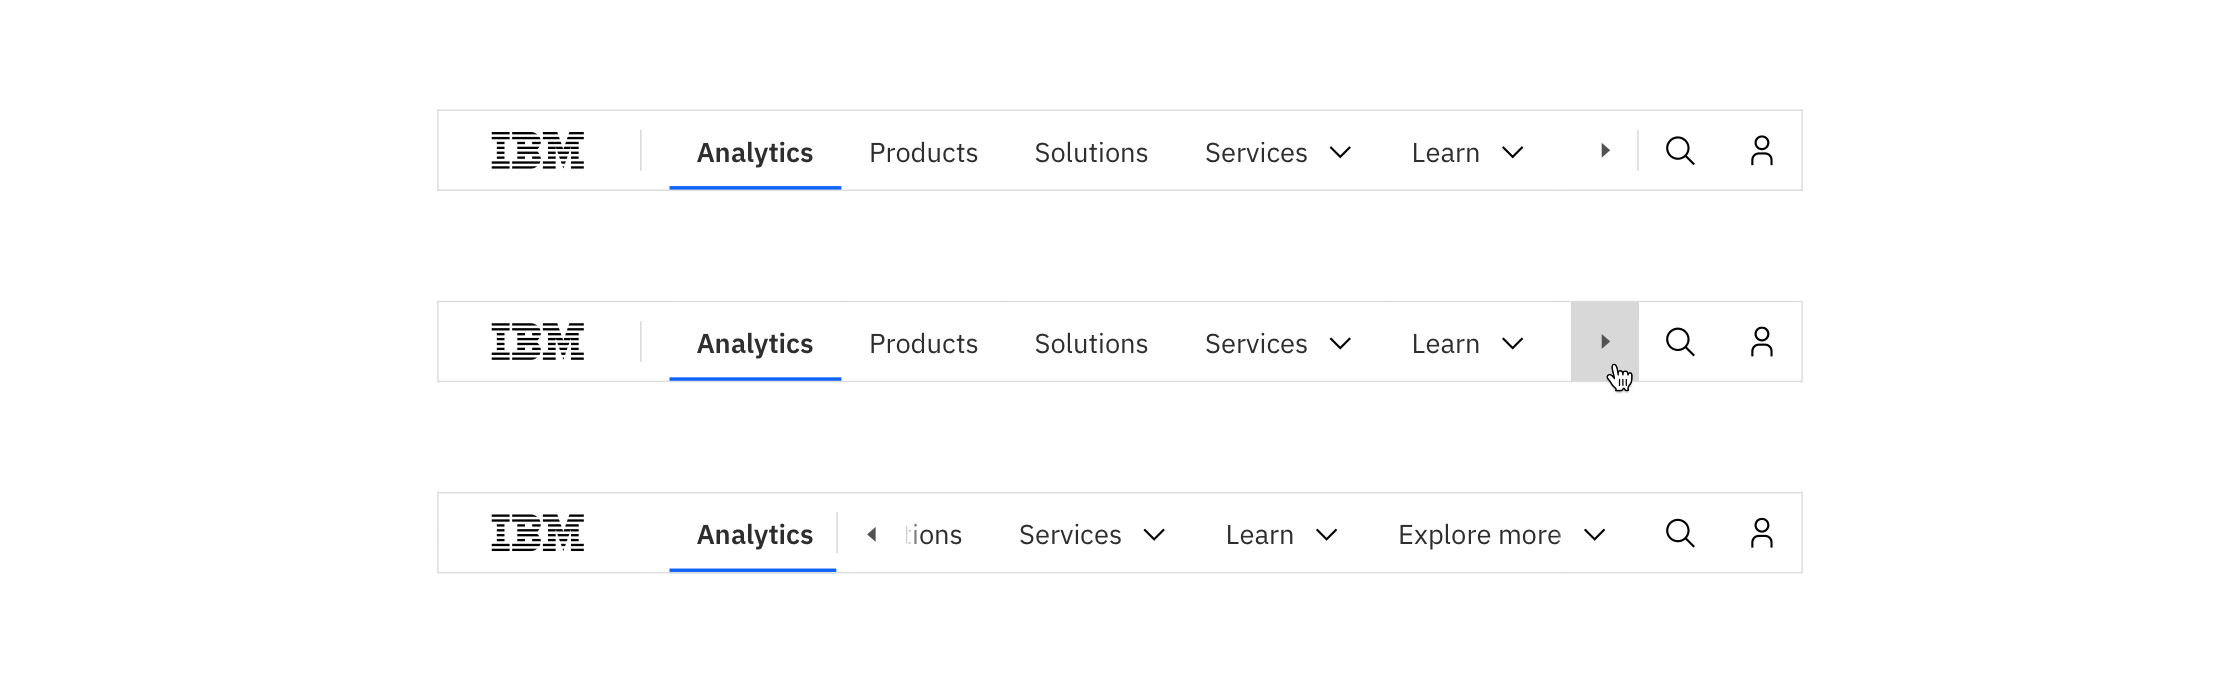 IBM Analytics Products Solutions Services Learn
IBM Analytics Products Solutions Services Learn
IBM Analytics ions Services Learn Explore more